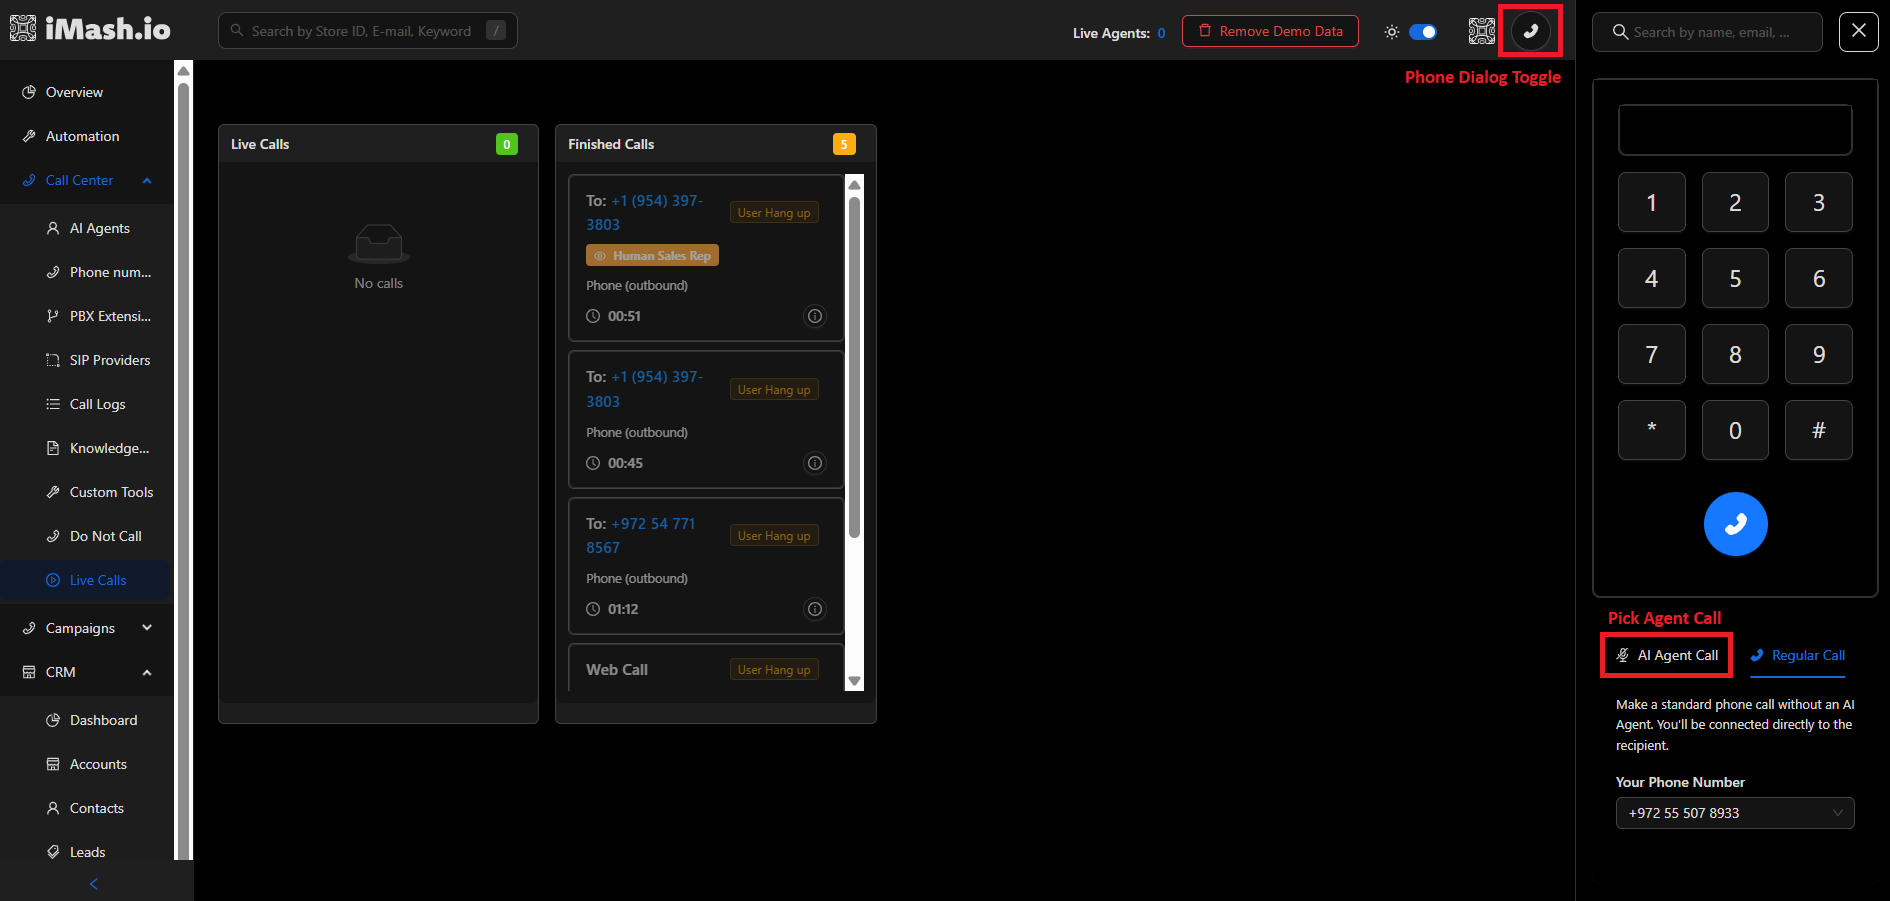 iMash.io
Search by Store ID, E-mail, Keyword
/
Live Agents: 0
Remove Demo Data
Phone Dialog Toggle
Search by name, email, ...
Overview
Automation
Call Center
AI Agents
Phone num...
PBX Extensi...
SIP Providers
Call Logs
Knowledge...
Custom Tools
Do Not Call
Live Calls
Campaigns
CRM
Dashboard
Accounts
Contacts
Leads
Live Calls
0
No calls
Finished Calls
5
To: +1 (954) 397-
3803
User Hang up
Human Sales Rep
Phone (outbound)
00:51
To: +1 (954) 397-
3803
User Hang up
Phone (outbound)
00:45
To: +972 54 771
8567
User Hang up
Phone (outbound)
01:12
Web Call
User Hang up
1 2 3
4 5 6
7 8 9
* 0 #
Pick Agent Call
AI Agent Call
Regular Call
Make a standard phone call without an AI
Agent. You'll be connected directly to the
recipient.
Your Phone Number
+972 55 507 8933